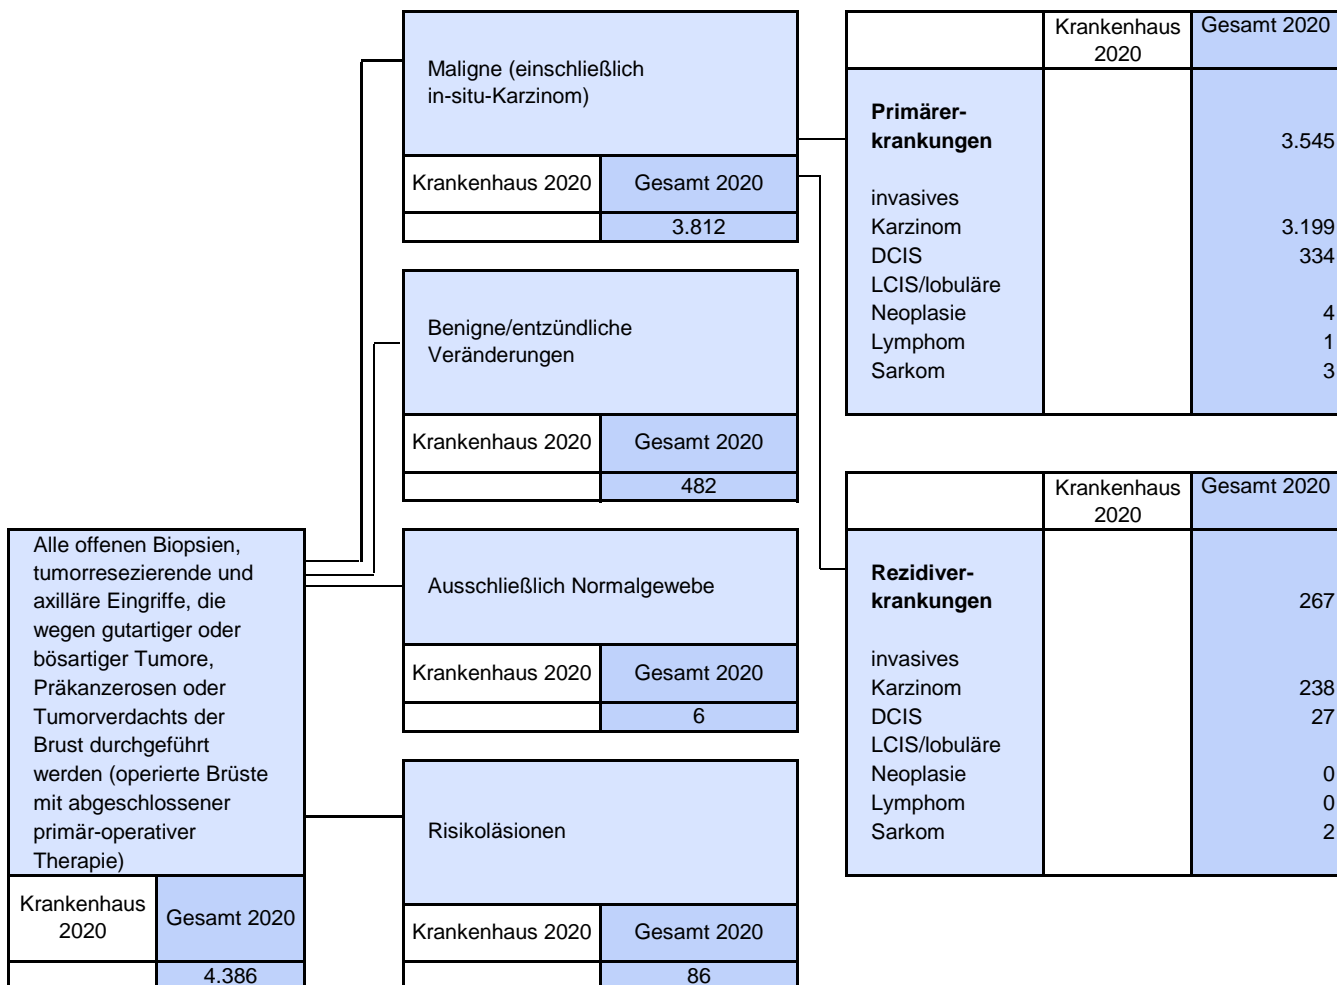 Alle offenen Biopsien,
tumorresezierende und
axilläre Eingriffe, die
wegen gutartiger oder
bösartiger Tumore,
Präkanzerosen oder
Tumorverdachts der
Brust durchgeführt
werden (operierte Brüste
mit abgeschlossener
primär-operativer
Therapie)
Krankenhaus
2020
Gesamt 2020
4.386
Maligne (einschließlich
in-situ-Karzinom)
Krankenhaus 2020 Gesamt 2020
3.812
Benigne/entzündliche
Veränderungen
Krankenhaus 2020 Gesamt 2020
482
Ausschließlich Normalgewebe
Krankenhaus 2020 Gesamt 2020
6
Risikoläsionen
Krankenhaus 2020 Gesamt 2020
86
Krankenhaus
2020
Gesamt 2020
Primärer-
krankungen 3.545
invasives
Karzinom 3.199
DCIS 334
LCIS/lobuläre
Neoplasie 4
Lymphom 1
Sarkom 3
Krankenhaus
2020
Gesamt 2020
Rezidiver-
krankungen 267
invasives
Karzinom 238
DCIS 27
LCIS/lobuläre
Neoplasie 0
Lymphom 0
Sarkom 2